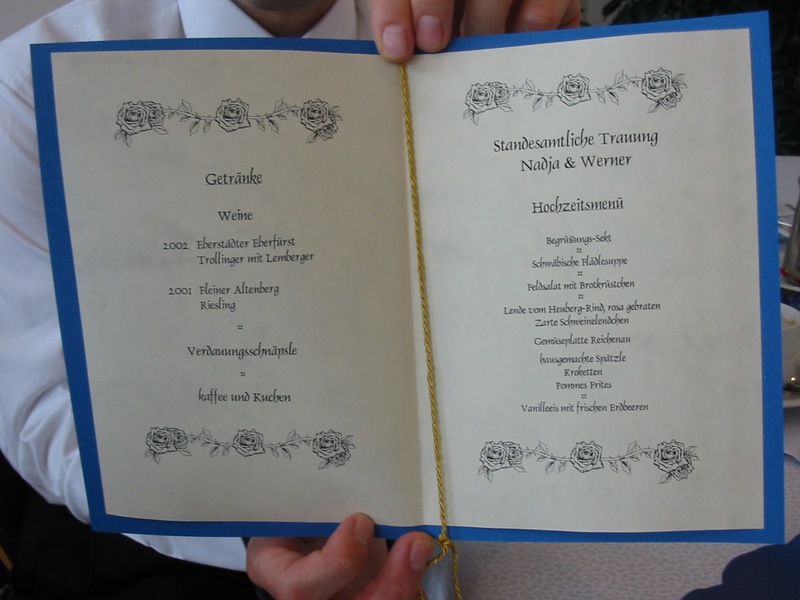 Getränke
Weine
2002 Eberstädter Eberfürst
Trollinger mit Lemberger
2001 Fleiner Altenberg
Riesling
¤
Verdauungsschnäpsle
¤
kaffee und Kuchen
Standesamtliche Trauung
Nadja & Werner
Hochzeitsmenü
Begrüßungs-Sekt
¤
Schwäbische Flädlesuppe
¤
Feldsalat mit Brotkrüstchen
¤
Lende vom Heuberg-Rind, rosa gebraten
Zarte Schweinelendchen
Gemüseplatte Reichenau
hausgemachte Spätzle
Kroketten
Pommes Frites
¤
Vanilleeis mit frischen Erdbeeren